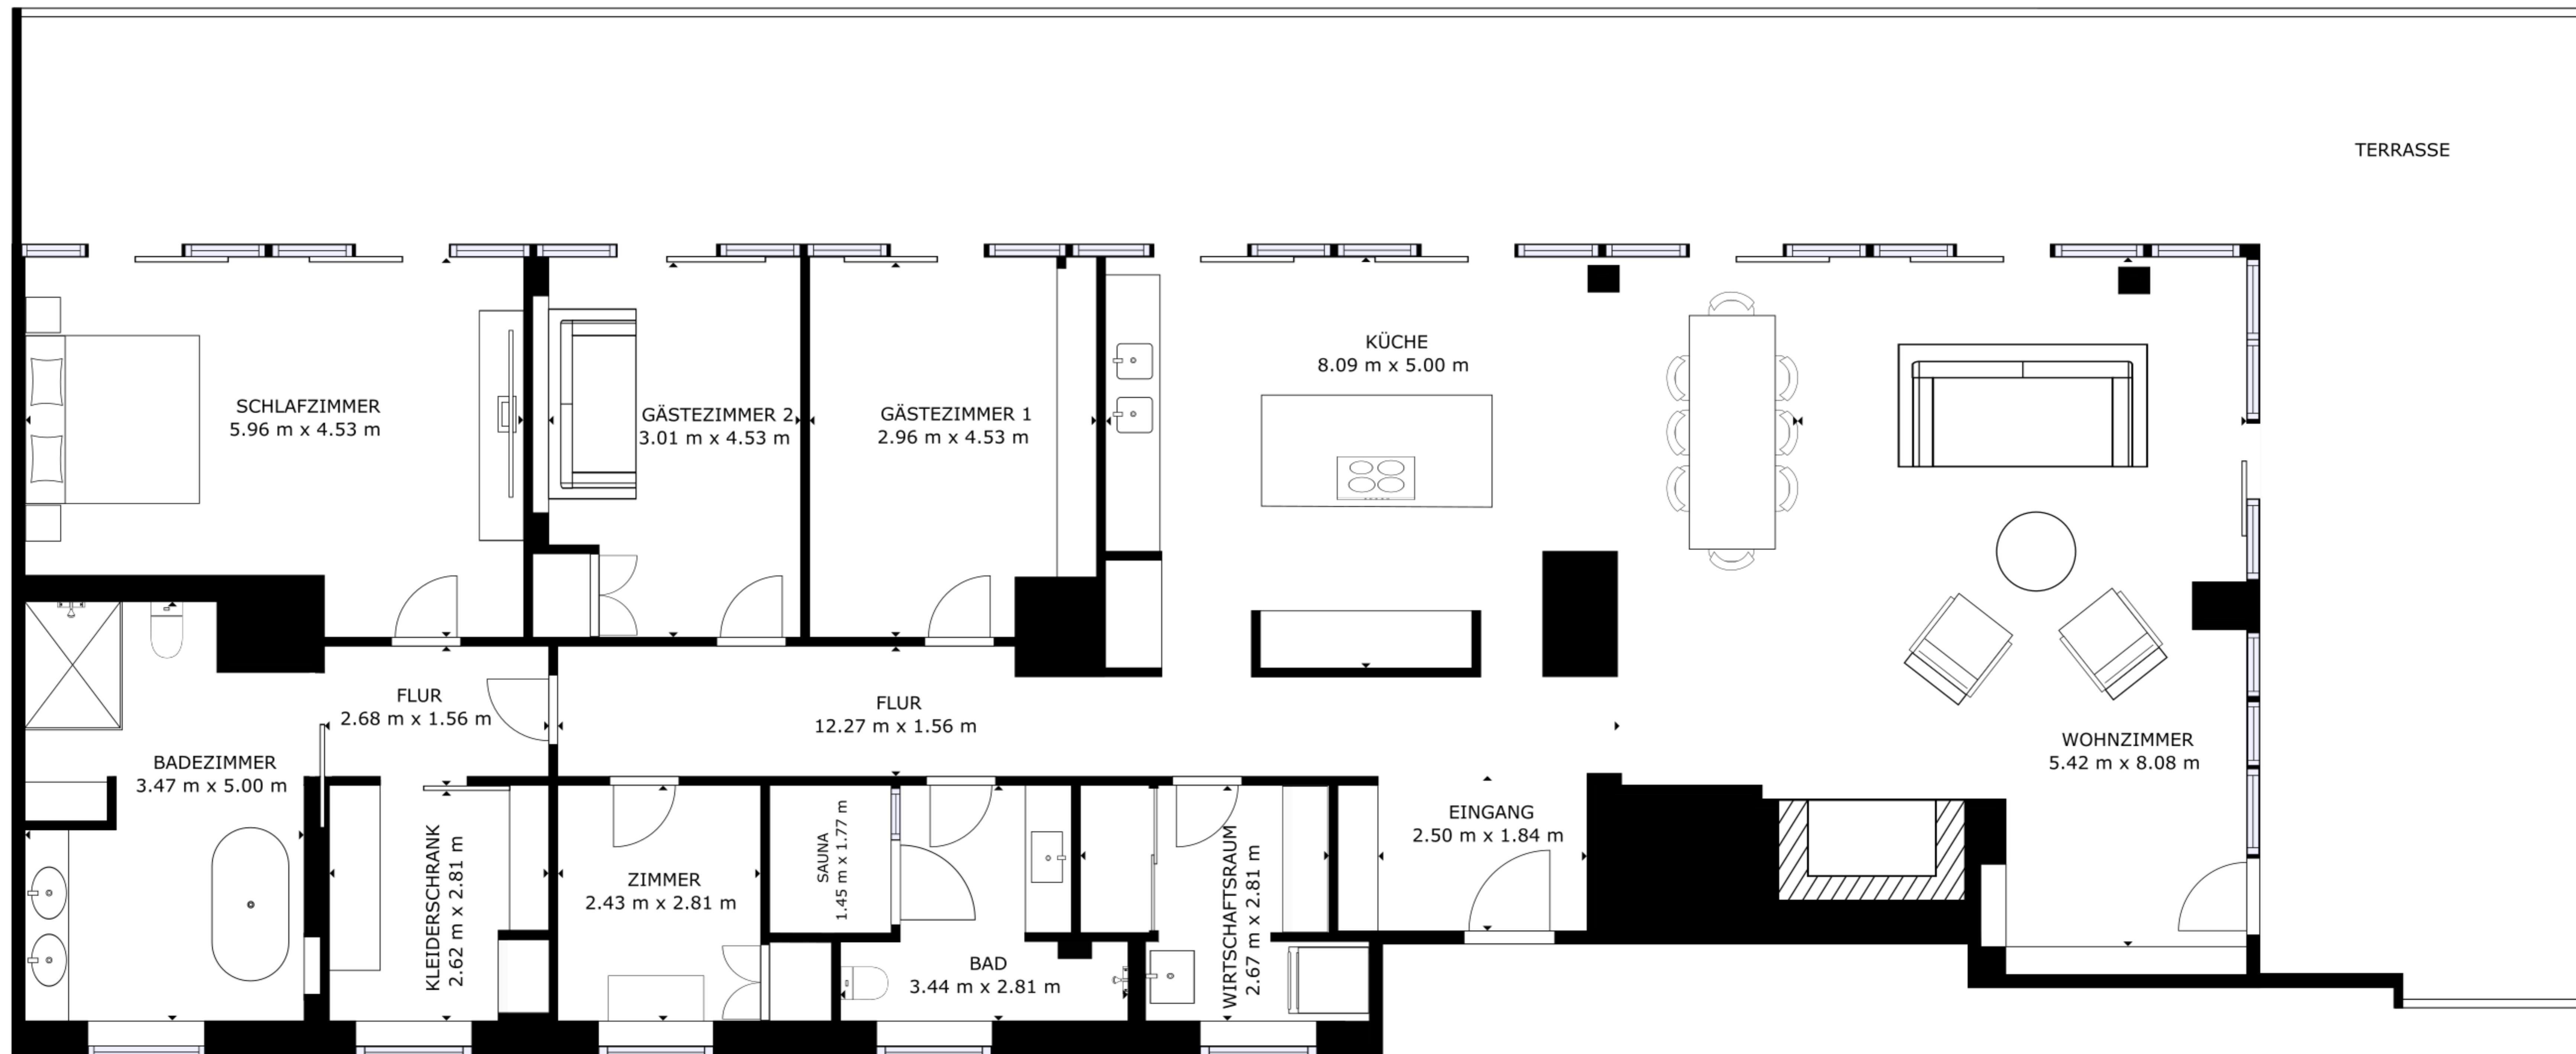 TERRASSE
KÜCHE
8.09 m x 5.00 m
SCHLAFZIMMER
5.96 m x 4.53 m
GÄSTEZIMMER 2
3.01 m x 4.53 m
GÄSTEZIMMER 1
2.96 m x 4.53 m
FLUR
2.68 m x 1.56 m
FLUR
12.27 m x 1.56 m
WOHNZIMMER
5.42 m x 8.08 m
BADEZIMMER
3.47 m x 5.00 m
EINGANG
2.50 m x 1.84 m
KLEIDERSCHRANK
2.62 m x 2.81 m
ZIMMER
2.43 m x 2.81 m
SAUNA
1.45 m x 1.77 m
BAD
3.44 m x 2.81 m
WIRTSCHAFTSRAUM
2.67 m x 2.81 m